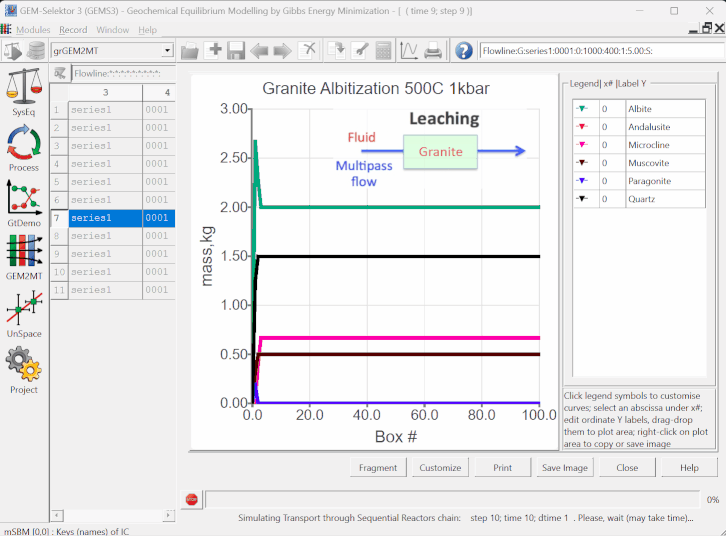 GEM-Selektor 3 (GEMS3) - Geochemical Equilibrium Modelling by Gibbs Energy Minimization - [ ( time 9; step 9 )]
Modules Record Window Help
grGEM2MT
Flowline:G:series1:0001:0:1000:400:1:5.00:S:
SysEq
Process
GtDemo
GEM2MT
UnSpace
Project
Flowline:*:*:*:*:*:*:*:*:*:
3 4
1 series1 0001
2 series1 0001
3 series1 0001
4 series1 0001
5 series1 0001
6 series1 0001
7 series1 0001
8 series1 0001
9 series1 0001
10 series1 0001
11 series1 0001
Granite Albitization 500C 1kbar
Leaching
Fluid
Granite
Multipass
flow
mass,kg
3.00
2.50
2.00
1.50
1.00
0.50
0.00
0.0 20.0 40.0 60.0 80.0 100.0
Box #
Legend| x# |Label Y
0 Albite
0 Andalusite
0 Microcline
0 Muscovite
0 Paragonite
0 Quartz
Click legend symbols to customise
curves; select an abscissa under x#;
edit ordinate Y labels, drag-drop
them to plot area; right-click on plot
area to copy or save image
Fragment Customize Print Save Image Close Help
STOP
0%
Simulating Transport through Sequential Reactors chain: step 10; time 10; dtime 1 . Please, wait (may take time)...
mSBM [0,0] : Keys (names) of IC